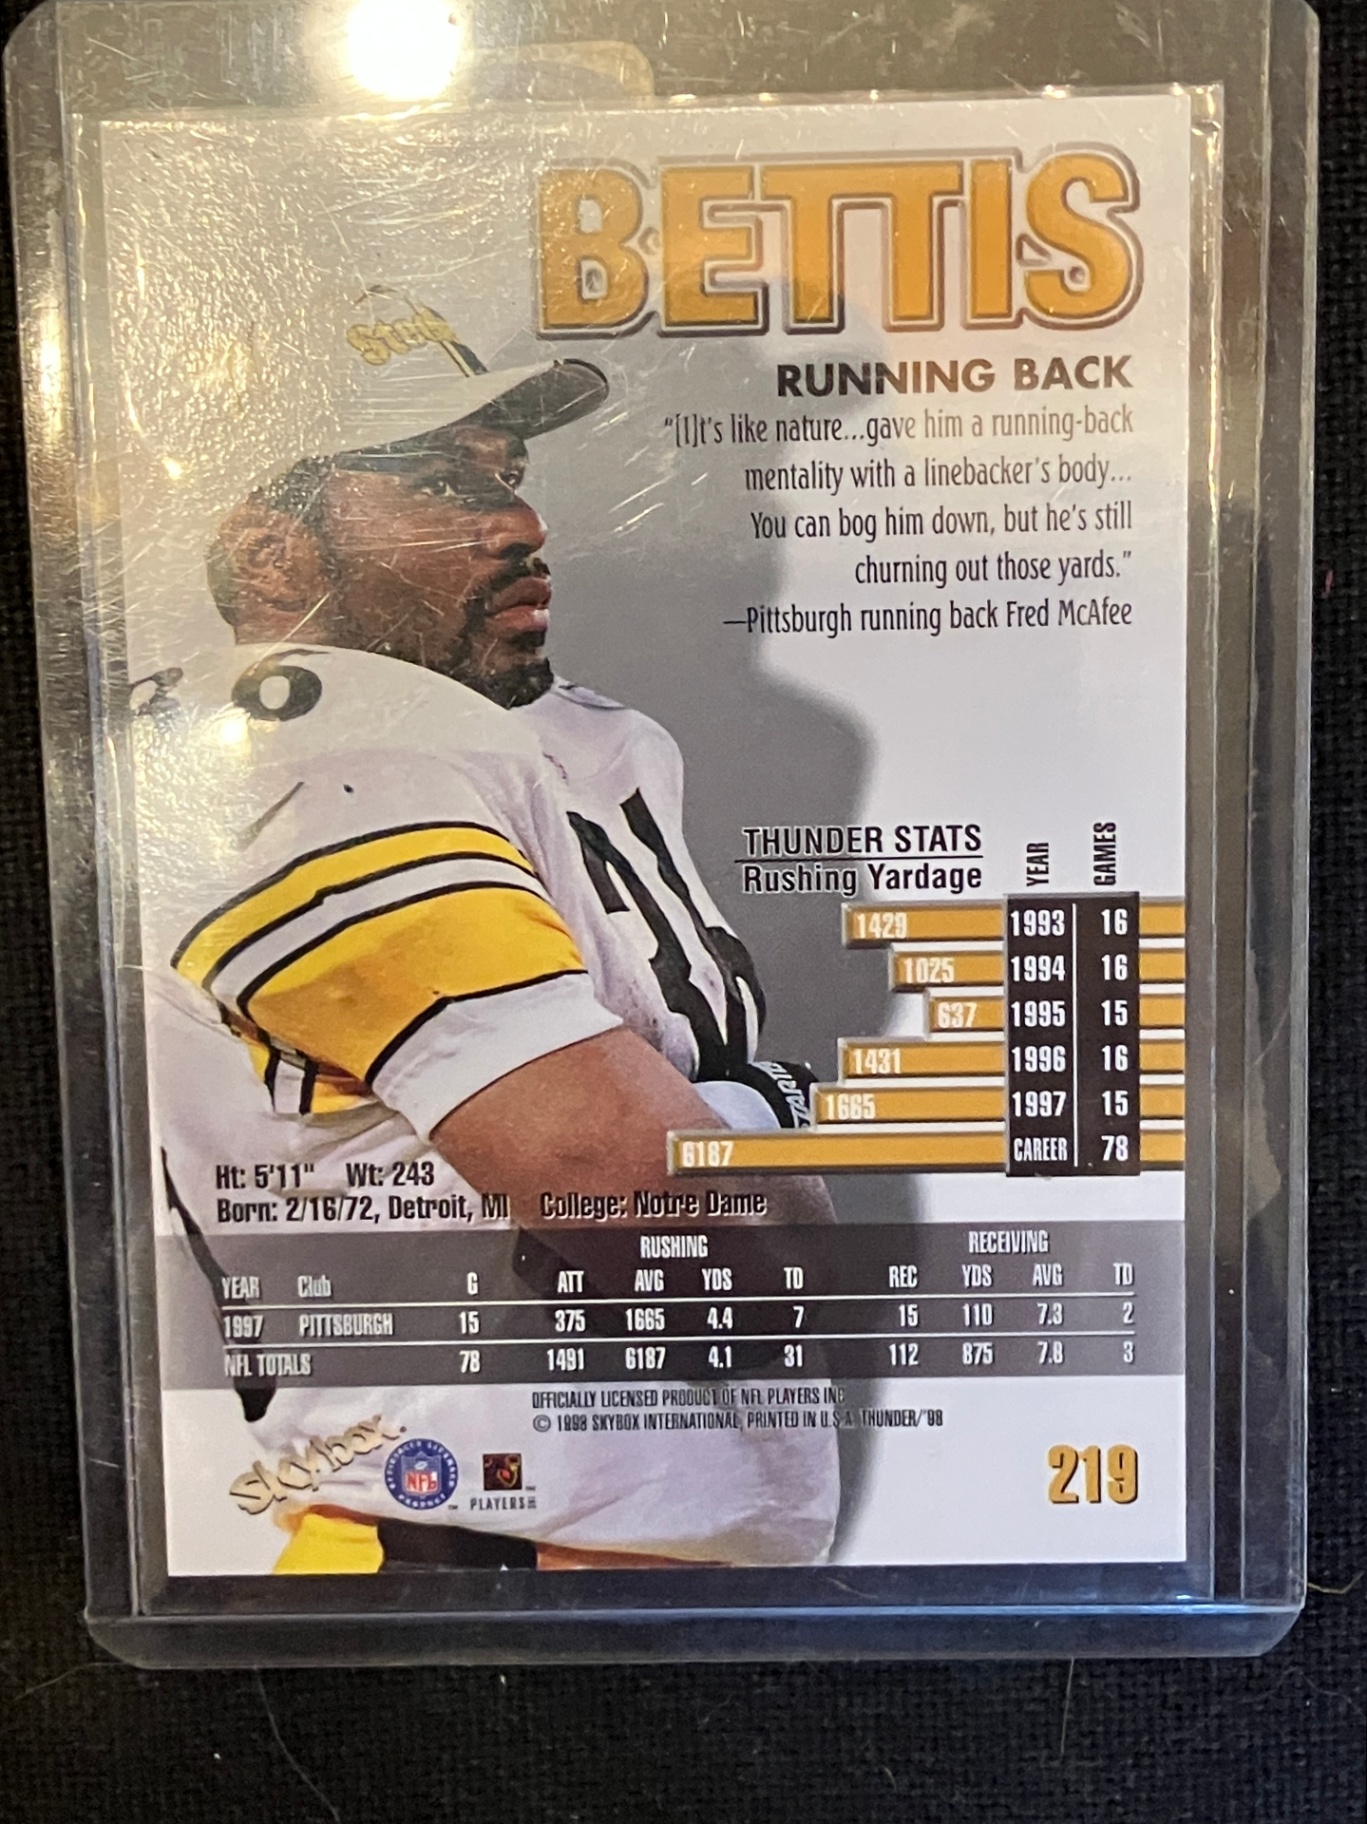 BETTIS
RUNNING BACK
"[I]t's like nature...gave him a running-back
mentality with a linebacker's body...
You can bog him down, but he's still
churning out those yards."
—Pittsburgh running back Fred McAfee
THUNDER STATS
Rushing Yardage
YEAR GAMES
1429 1993 16
1025 1994 16
637 1995 15
1431 1996 16
1665 1997 15
6187 CAREER 78
Ht: 5'11" Wt: 243
Born: 2/16/72, Detroit, MI College: Notre Dame
RUSHING RECEIVING
YEAR Club G ATT AVG YDS TD REC YDS AVG TD
1997 PITTSBURGH 15 375 1665 4.4 7 15 110 7.3 2
NFL TOTALS 78 1491 6187 4.1 31 112 875 7.8 3
OFFICIALLY LICENSED PRODUCT OF NFL PLAYERS INC
© 1998 SKYBOX INTERNATIONAL, PRINTED IN U.S.A. THUNDER/'98
SkyBox NFL PLAYERS INC
219